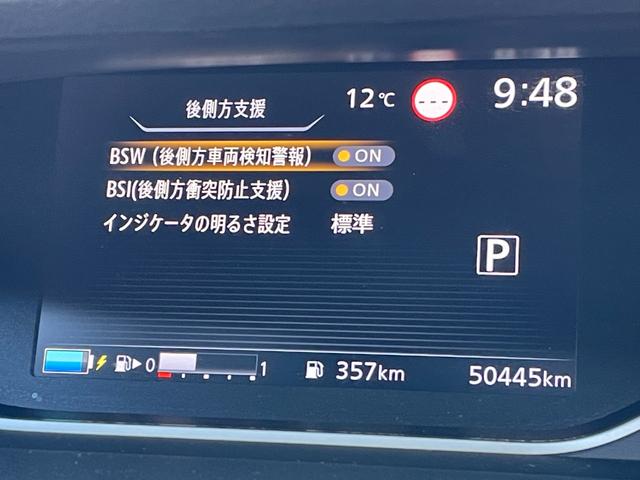 後側方支援 12℃ --- 9:48
BSW (後側方車両検知警報) ON
BSI(後側方衝突防止支援) ON
インジケータの明るさ設定 標準
P
0 1 357km 50445km